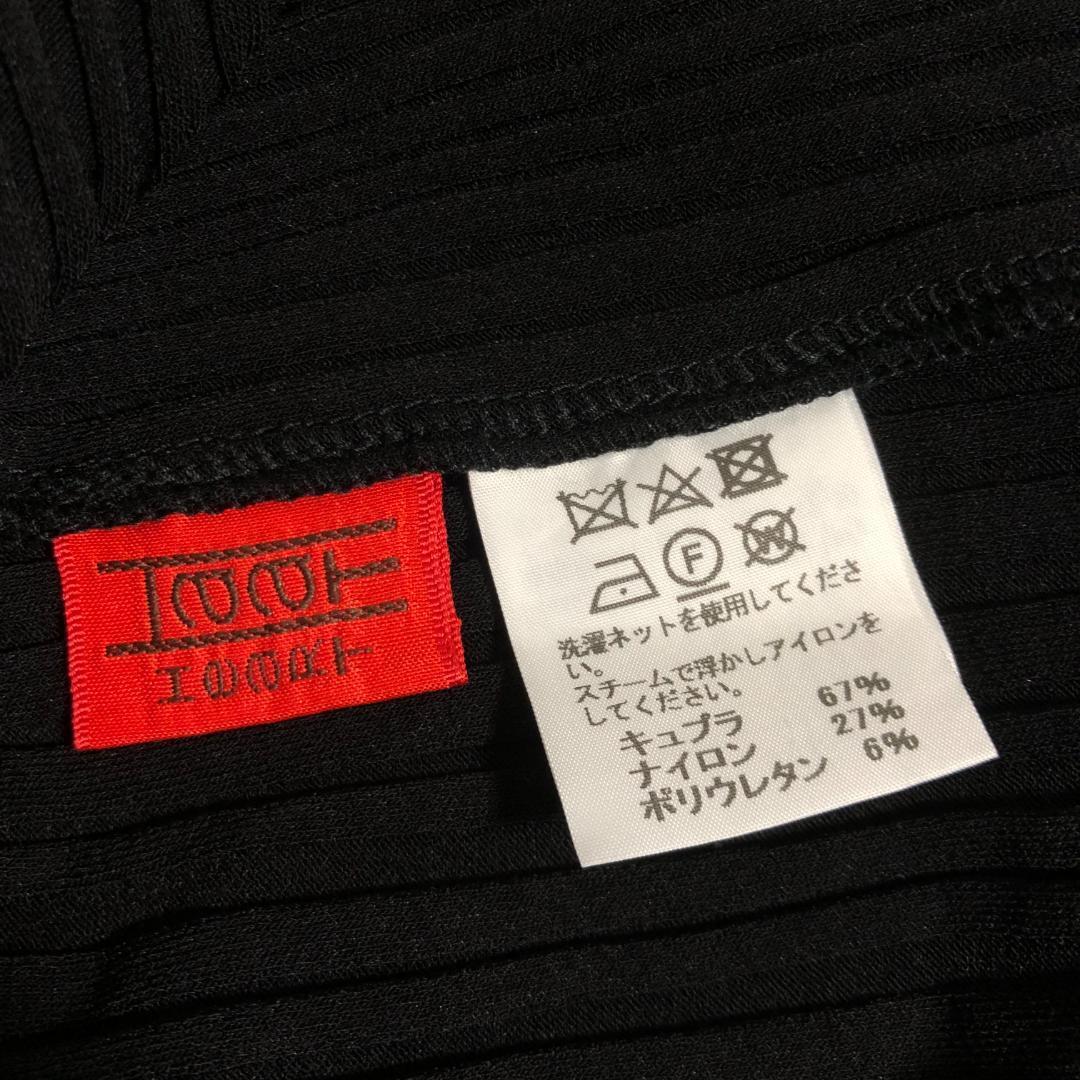 HeeRT
HeeRT
F
W
洗濯ネットを使用してくださ
い。
スチームで浮かしアイロンを
してください。
キュプラ 67%
ナイロン 27%
ポリウレタン 6%